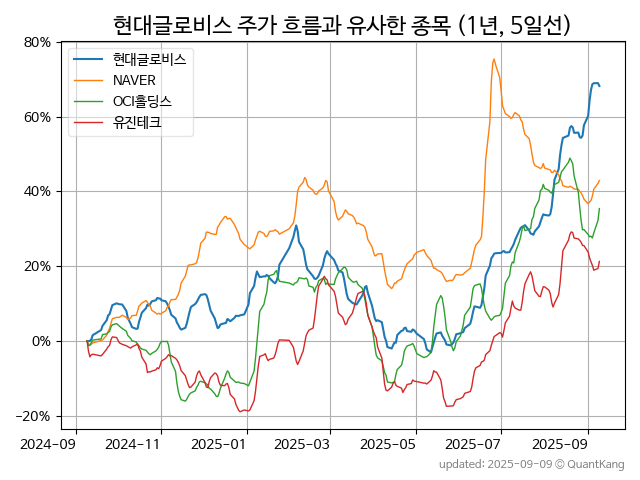 현대글로비스 주가 흐름과 유사한 종목 (1년, 5일선)
80%
60%
40%
20%
0%
−20%
현대글로비스
NAVER
OCI홀딩스
유진테크
2024−09
2024−11
2025−01
2025−03
2025−05
2025−07
2025−09
updated: 2025−09−09 ⓒ QuantKang